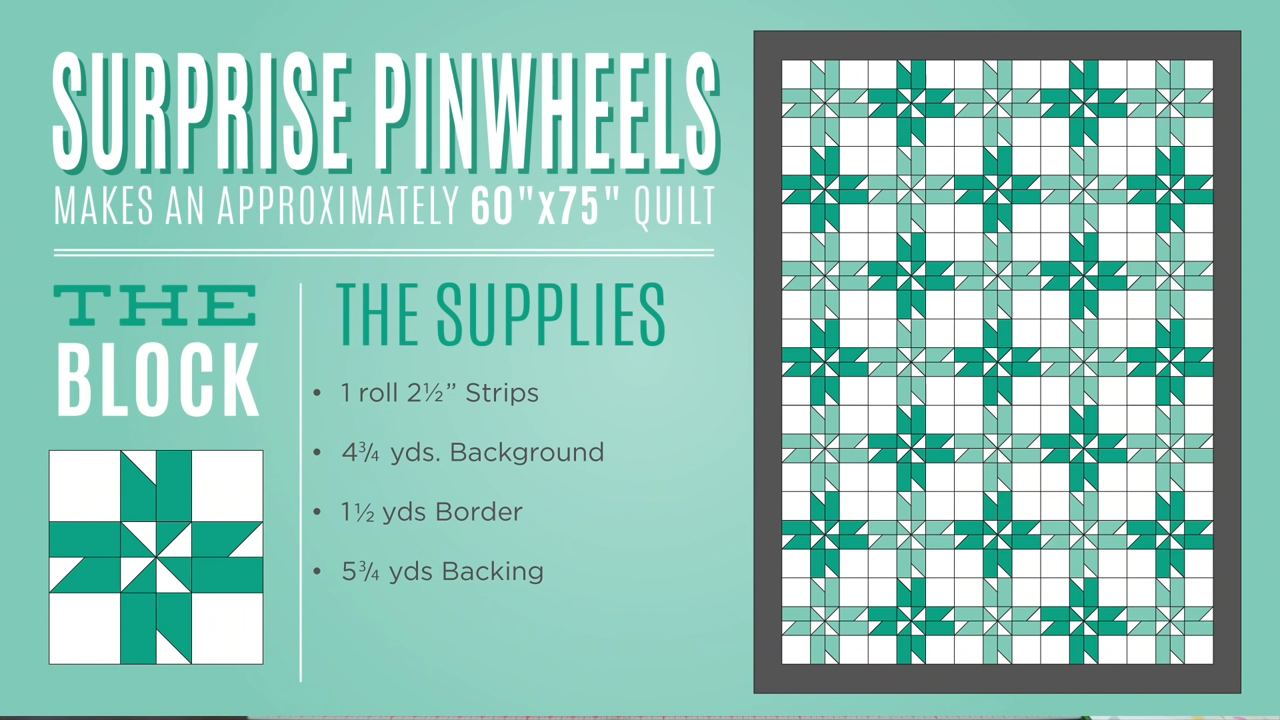 SURPRISE PINWHEELS
MAKES AN APPROXIMATELY 60"x75" QUILT
THE
BLOCK
THE SUPPLIES
• 1 roll 2½” Strips
• 4¾ yds. Background
• 1½ yds Border
• 5¾ yds Backing